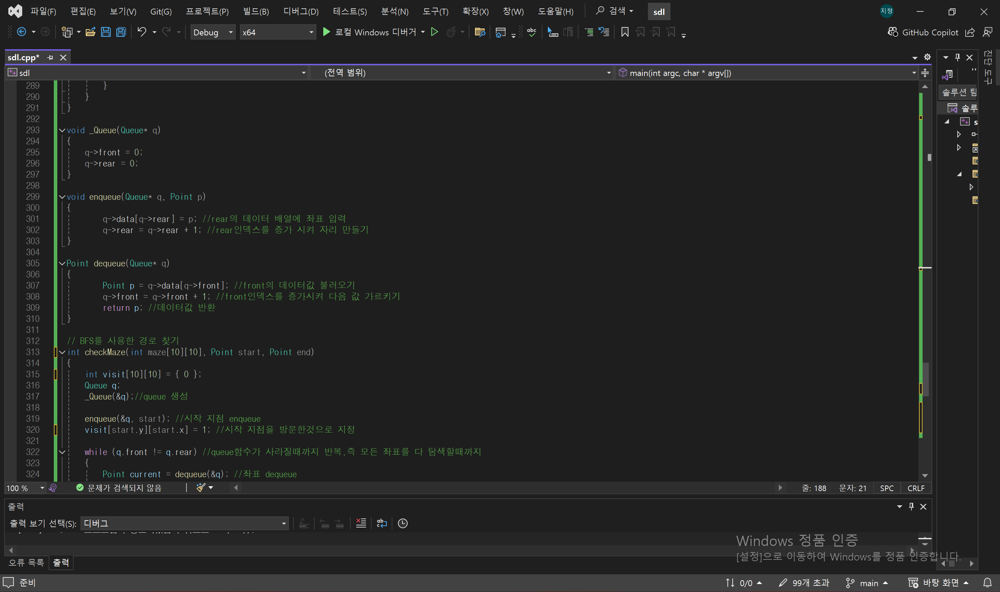 파일(F) 편집(E) 보기(V) Git(G) 프로젝트(P) 빌드(B) 디버그(D) 테스트(S) 분석(N) 도구(T) 확장(X) 창(W) 도움말(H) 검색 sdl 지정
Debug x64 로컬 Windows 디버거 abc GitHub Copilot
sdl.cpp*
sdl (전역 범위) main(int argc, char * argv[])
289 }
290 }
291 }
292
293 void _Queue(Queue* q)
294 {
295 q->front = 0;
296 q->rear = 0;
297 }
298
299 void enqueue(Queue* q, Point p)
300 {
301 q->data[q->rear] = p; //rear의 데이터 배열에 좌표 입력
302 q->rear = q->rear + 1; //rear인덱스를 증가 시켜 자리 만들기
303 }
304
305 Point dequeue(Queue* q)
306 {
307 Point p = q->data[q->front]; //front의 데이터값 불러오기
308 q->front = q->front + 1; //front인덱스를 증가시켜 다음 값 가르키기
309 return p; //데이터값 반환
310 }
311
312 // BFS를 사용한 경로 찾기
313 int checkMaze(int maze[10][10], Point start, Point end)
314 {
315 int visit[10][10] = { 0 };
316 Queue q;
317 _Queue(&q);//queue 생성
318
319 enqueue(&q, start); //시작 지점 enqueue
320 visit[start.y][start.x] = 1; //시작 지점을 방문한것으로 지정
321
322 while (q.front != q.rear) //queue함수가 사라질때까지 반복,즉 모든 좌표를 다 탐색할때까지
323 {
324 Point current = dequeue(&q); //좌표 dequeue
100 % 문제가 검색되지 않음 줄: 188 문자: 21 SPC CRLF
출력
출력 보기 선택(S): 디버그
오류 목록 출력
솔루션 탐
솔루
s
진단 도구
Windows 정품 인증
[설정]으로 이동하여 Windows를 정품 인증합니다.
준비 0/0 99개 초과 main 바탕 화면